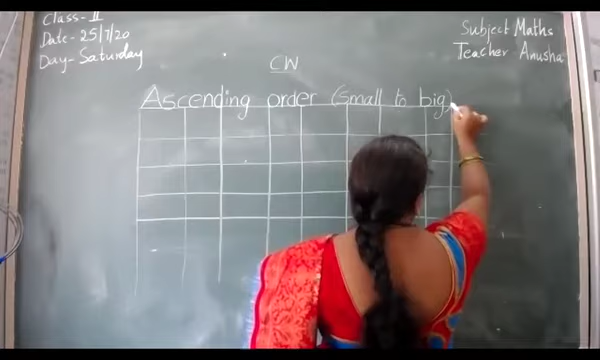 Class - II
Date - 25/7/20
Day - Saturday
Subject Maths
Teacher Anusha
CW
Ascending order (Small to big)